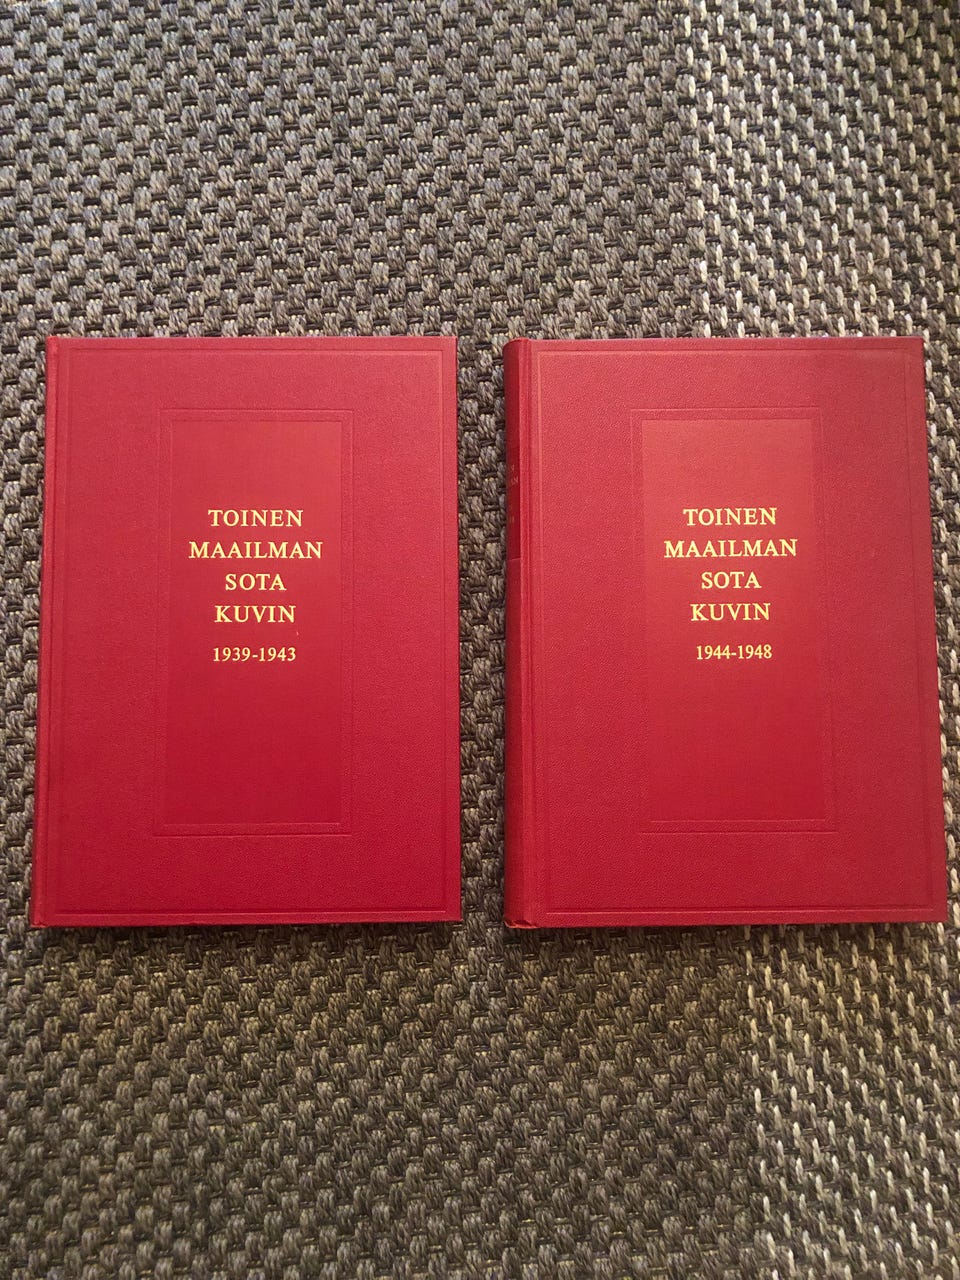 TOINEN
MAAILMAN
SOTA
KUVIN
1939-1943
TOINEN
MAAILMAN
SOTA
KUVIN
1944-1948